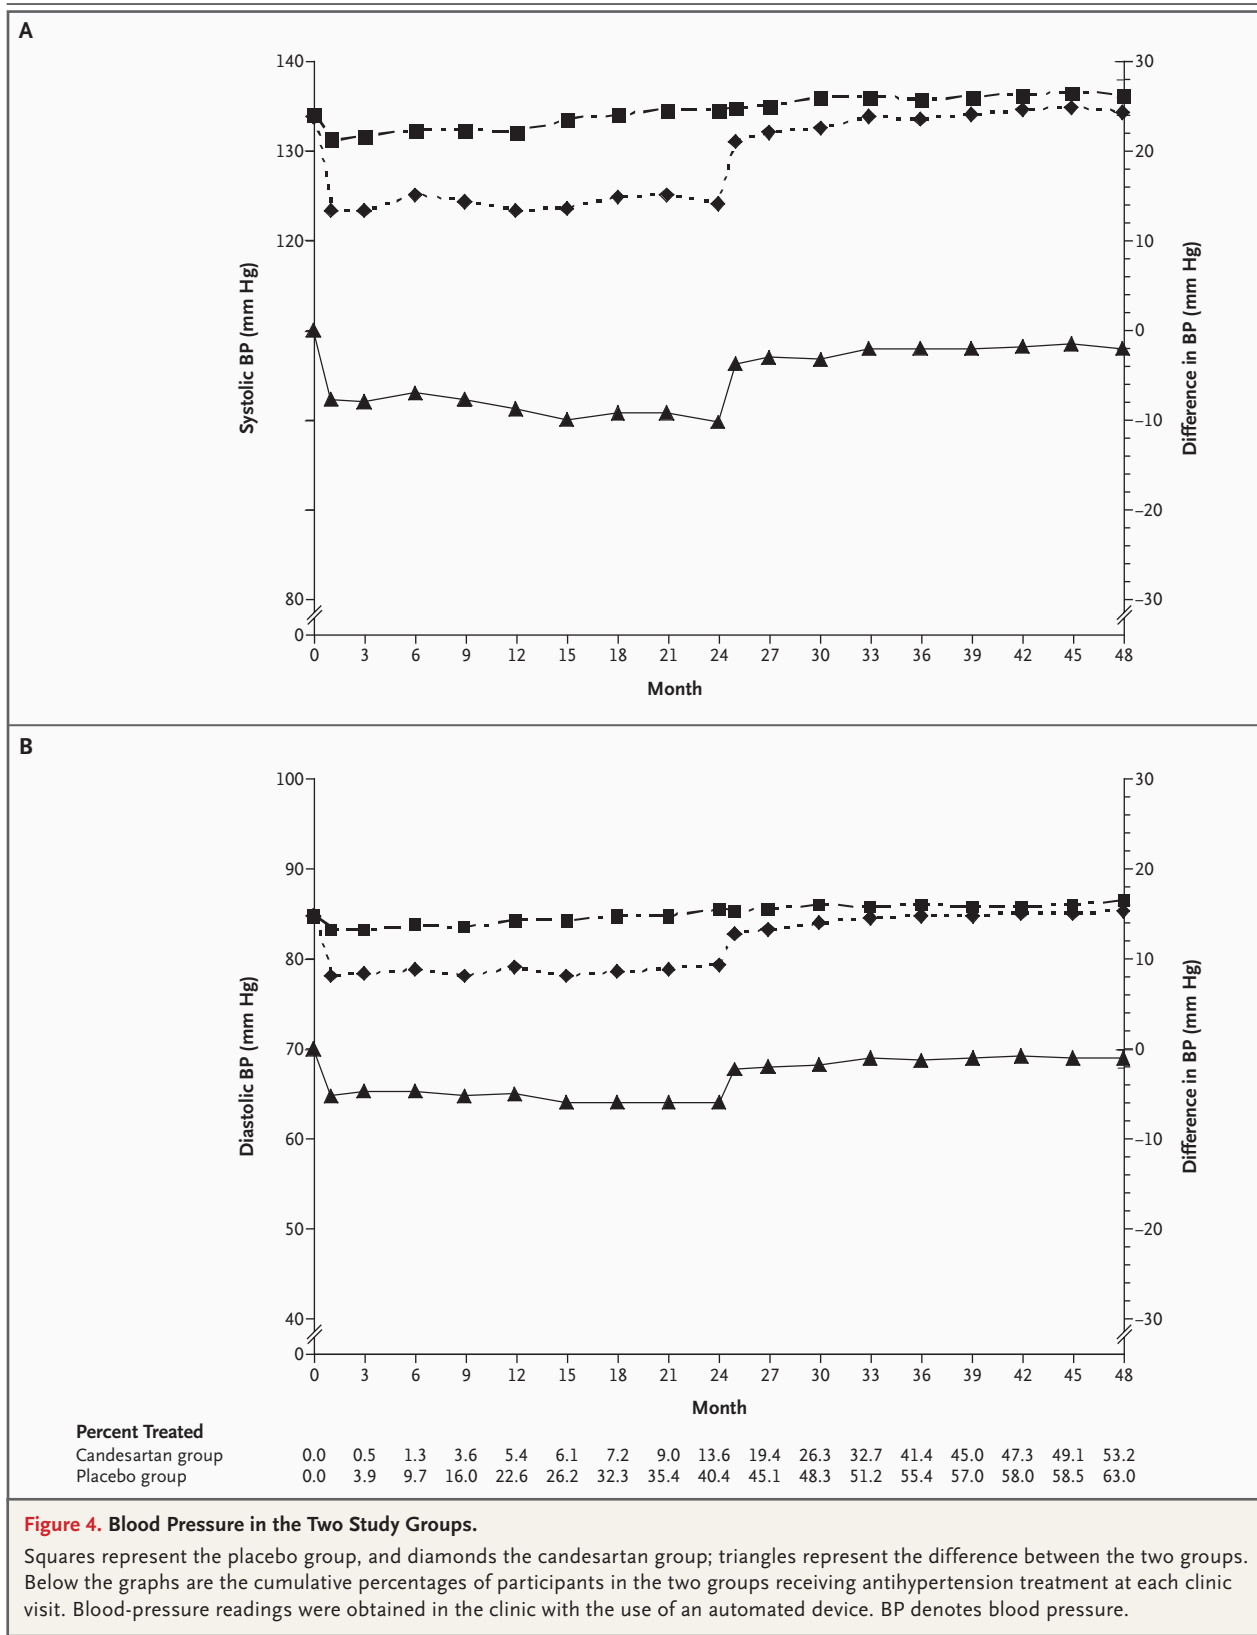 A
140
130
120
80
0
Systolic BP (mm Hg)
30
20
10
0
–10
–20
–30
Difference in BP (mm Hg)
0 3 6 9 12 15 18 21 24 27 30 33 36 39 42 45 48
Month
B
100
90
80
70
60
50
40
0
Diastolic BP (mm Hg)
30
20
10
0
–10
–20
–30
Difference in BP (mm Hg)
0 3 6 9 12 15 18 21 24 27 30 33 36 39 42 45 48
Month
Percent Treated
Candesartan group 0.0 0.5 1.3 3.6 5.4 6.1 7.2 9.0 13.6 19.4 26.3 32.7 41.4 45.0 47.3 49.1 53.2
Placebo group 0.0 3.9 9.7 16.0 22.6 26.2 32.3 35.4 40.4 45.1 48.3 51.2 55.4 57.0 58.0 58.5 63.0
Figure 4. Blood Pressure in the Two Study Groups.
Squares represent the placebo group, and diamonds the candesartan group; triangles represent the difference between the two groups.
Below the graphs are the cumulative percentages of participants in the two groups receiving antihypertension treatment at each clinic
visit. Blood-pressure readings were obtained in the clinic with the use of an automated device. BP denotes blood pressure.